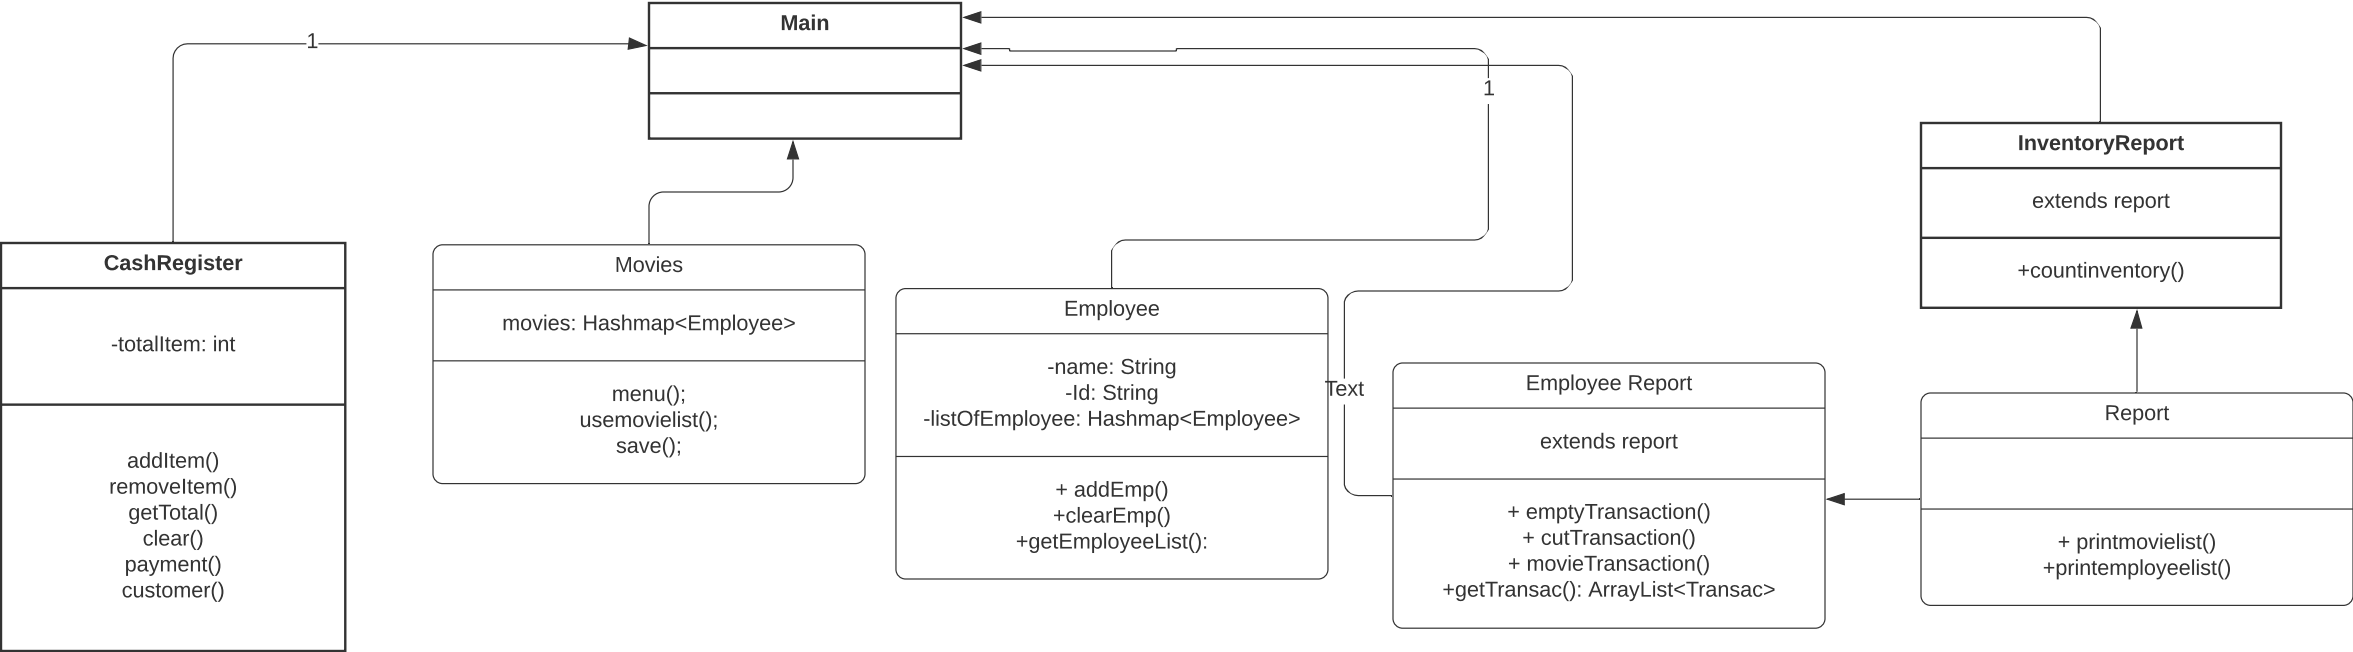 Main
1
1
InventoryReport
extends report
+countinventory()
CashRegister
-totalItem: int
addItem()
removeItem()
getTotal()
clear()
payment()
customer()
Movies
movies: Hashmap<Employee>
menu();
usemovielist();
save();
Employee
-name: String
-Id: String
-listOfEmployee: Hashmap<Employee>
+ addEmp()
+clearEmp()
+getEmployeeList():
Text
Employee Report
extends report
+ emptyTransaction()
+ cutTransaction()
+ movieTransaction()
+getTransac(): ArrayList<Transac>
Report
+ printmovielist()
+printemployeelist()